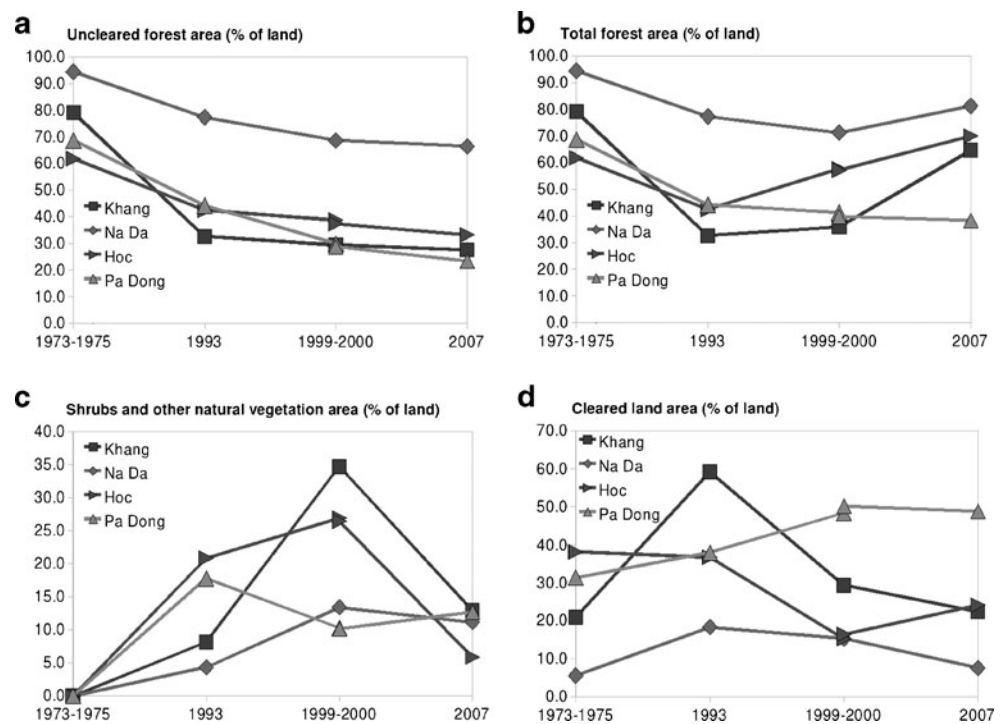 a Uncleared forest area (% of land)
100.0
90.0
80.0
70.0
60.0
50.0
40.0
30.0
20.0
10.0
0.0
Khang
Na Da
Hoc
Pa Dong
1973-1975 1993 1999-2000 2007
b Total forest area (% of land)
100.0
90.0
80.0
70.0
60.0
50.0
40.0
30.0
20.0
10.0
0.0
Khang
Na Da
Hoc
Pa Dong
1973-1975 1993 1999-2000 2007
c Shrubs and other natural vegetation area (% of land)
40.0
35.0
30.0
25.0
20.0
15.0
10.0
5.0
0.0
Khang
Na Da
Hoc
Pa Dong
1973-1975 1993 1999-2000 2007
d Cleared land area (% of land)
70.0
60.0
50.0
40.0
30.0
20.0
10.0
0.0
Khang
Na Da
Hoc
Pa Dong
1973-1975 1993 1999-2000 2007